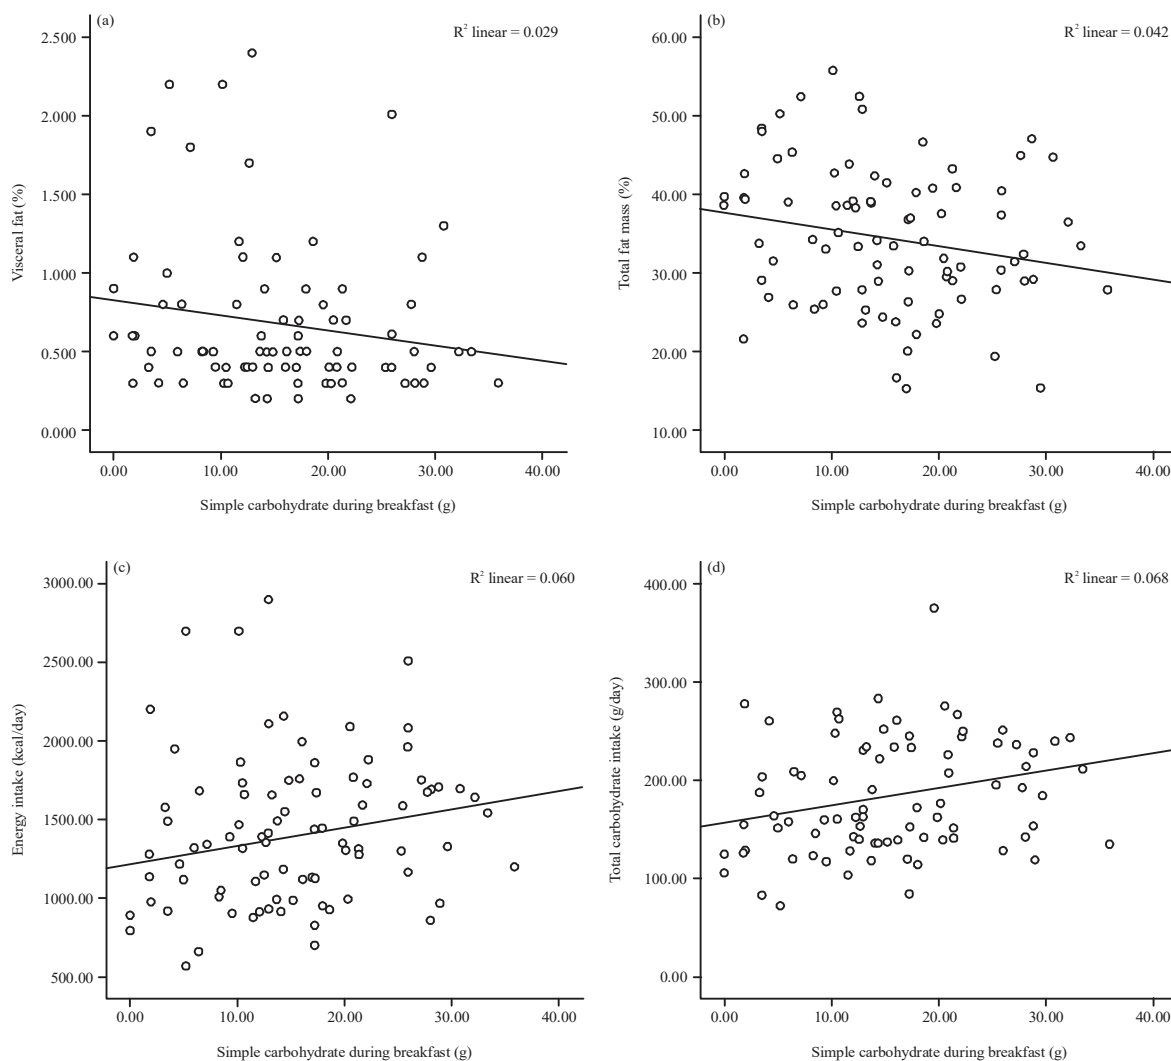 (a)
R² linear = 0.029
2.500
2.000
1.500
1.000
0.500
0.000
Visceral fat (%)
0.00 10.00 20.00 30.00 40.00
Simple carbohydrate during breakfast (g)
(b)
R² linear = 0.042
60.00
50.00
40.00
30.00
20.00
10.00
Total fat mass (%)
0.00 10.00 20.00 30.00 40.00
Simple carbohydrate during breakfast (g)
(c)
R² linear = 0.060
3000.00
2500.00
2000.00
1500.00
1000.00
500.00
Energy intake (kcal/day)
0.00 10.00 20.00 30.00 40.00
Simple carbohydrate during breakfast (g)
(d)
R² linear = 0.068
400.00
300.00
200.00
100.00
0.00
Total carbohydrate intake (g/day)
0.00 10.00 20.00 30.00 40.00
Simple carbohydrate during breakfast (g)